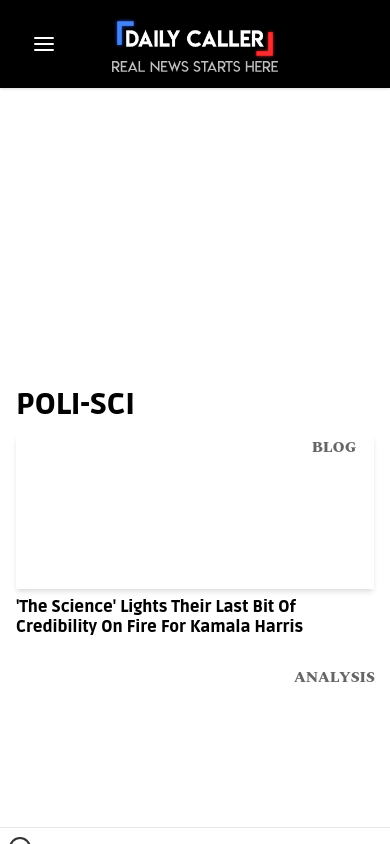 DAILY CALLER
REAL NEWS STARTS HERE
POLI-SCI
BLOG
'The Science' Lights Their Last Bit Of
Credibility On Fire For Kamala Harris
ANALYSIS